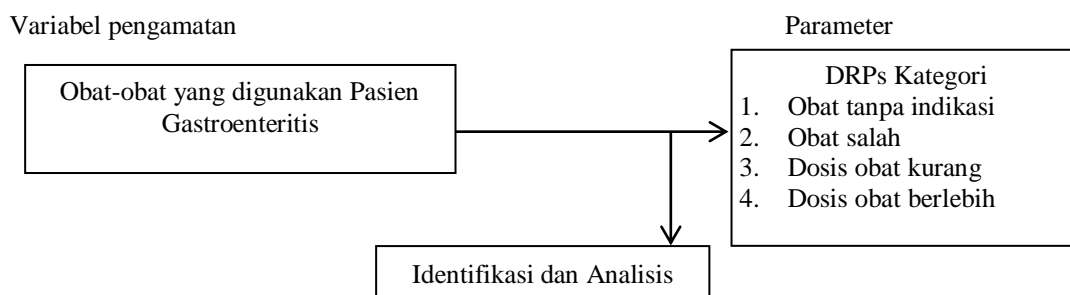 Variabel pengamatan
Parameter
Obat-obat yang digunakan Pasien
Gastroenteritis
DRPs Kategori
1. Obat tanpa indikasi
2. Obat salah
3. Dosis obat kurang
4. Dosis obat berlebih
Identifikasi dan Analisis